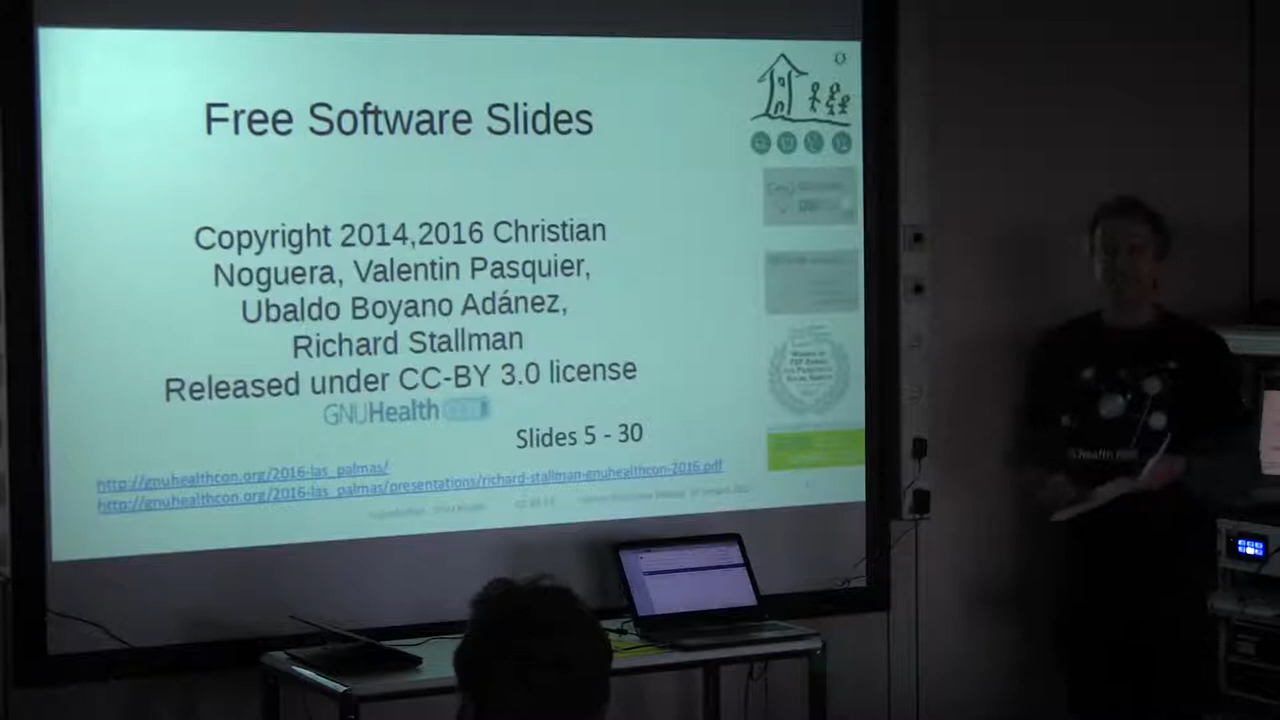 Free Software Slides
Copyright 2014,2016 Christian
Noguera, Valentin Pasquier,
Ubaldo Boyano Adánez,
Richard Stallman
Released under CC-BY 3.0 license
GNUHealth
Slides 5 - 30
http://gnuhealthcon.org/2016-las_palmas/
http://gnuhealthcon.org/2016-las_palmas/presentations/richard-stallman-gnuhealthcon-2016.pdf